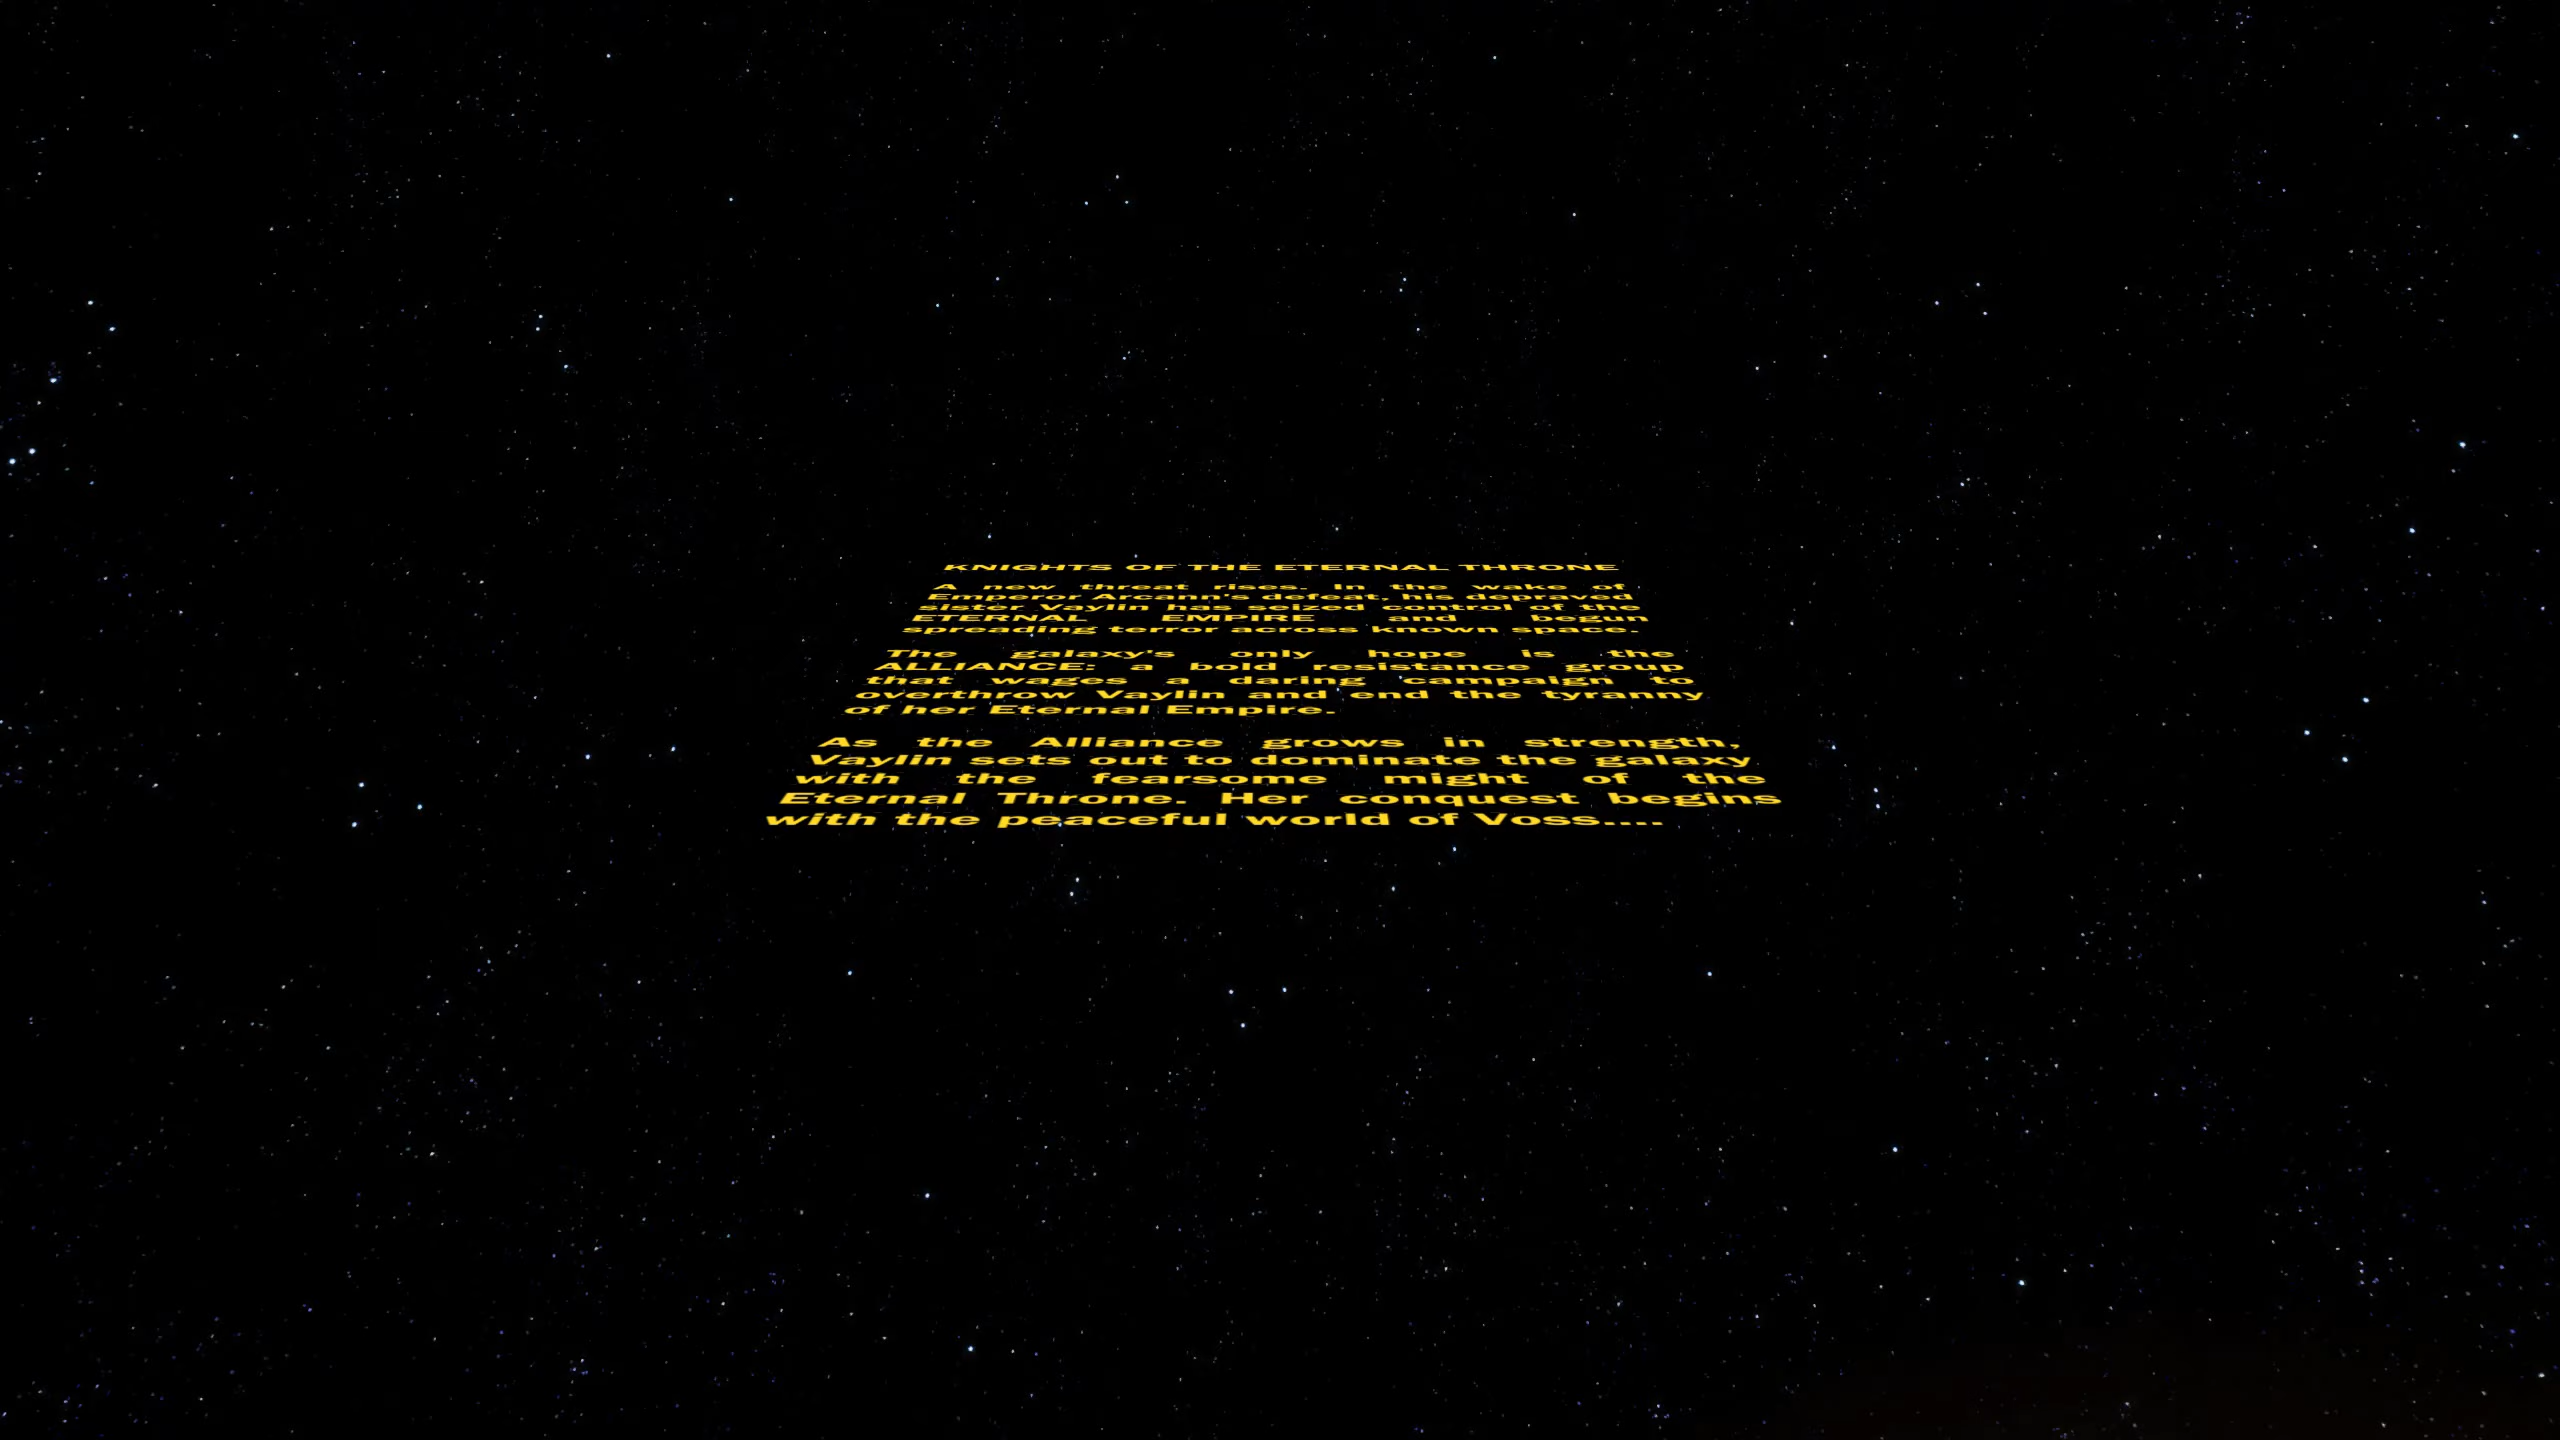 KNIGHTS OF THE ETERNAL THRONE
A new threat rises. In the wake of
Emperor Arcann's defeat, his depraved
sister Vaylin has seized control of the
ETERNAL EMPIRE and begun
spreading terror across known space.
The galaxy's only hope is the
ALLIANCE: a bold resistance group
that wages a daring campaign to
overthrow Vaylin and end the tyranny
of her Eternal Empire.
As the Alliance grows in strength,
Vaylin sets out to dominate the galaxy
with the fearsome might of the
Eternal Throne. Her conquest begins
with the peaceful world of Voss....